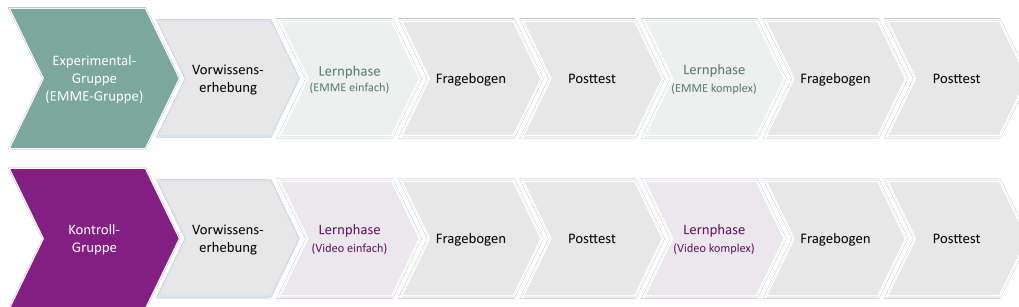 Experimental-
Gruppe
(EMME-Gruppe)
Vorwissens-
erhebung
Lernphase
(EMME einfach)
Fragebogen
Posttest
Lernphase
(EMME komplex)
Fragebogen
Posttest
Kontroll-
Gruppe
Vorwissens-
erhebung
Lernphase
(Video einfach)
Fragebogen
Posttest
Lernphase
(Video komplex)
Fragebogen
Posttest